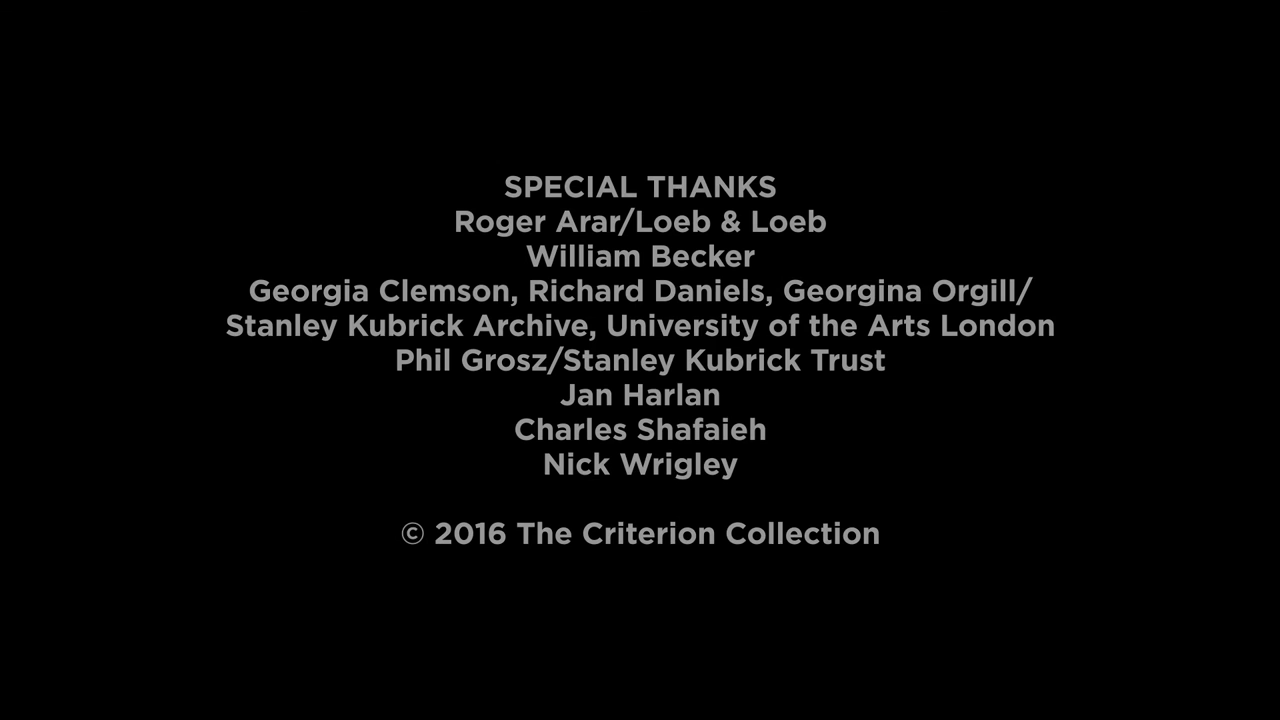 SPECIAL THANKS
Roger Arar/Loeb & Loeb
William Becker
Georgia Clemson, Richard Daniels, Georgina Orgill/
Stanley Kubrick Archive, University of the Arts London
Phil Grosz/Stanley Kubrick Trust
Jan Harlan
Charles Shafaieh
Nick Wrigley
© 2016 The Criterion Collection